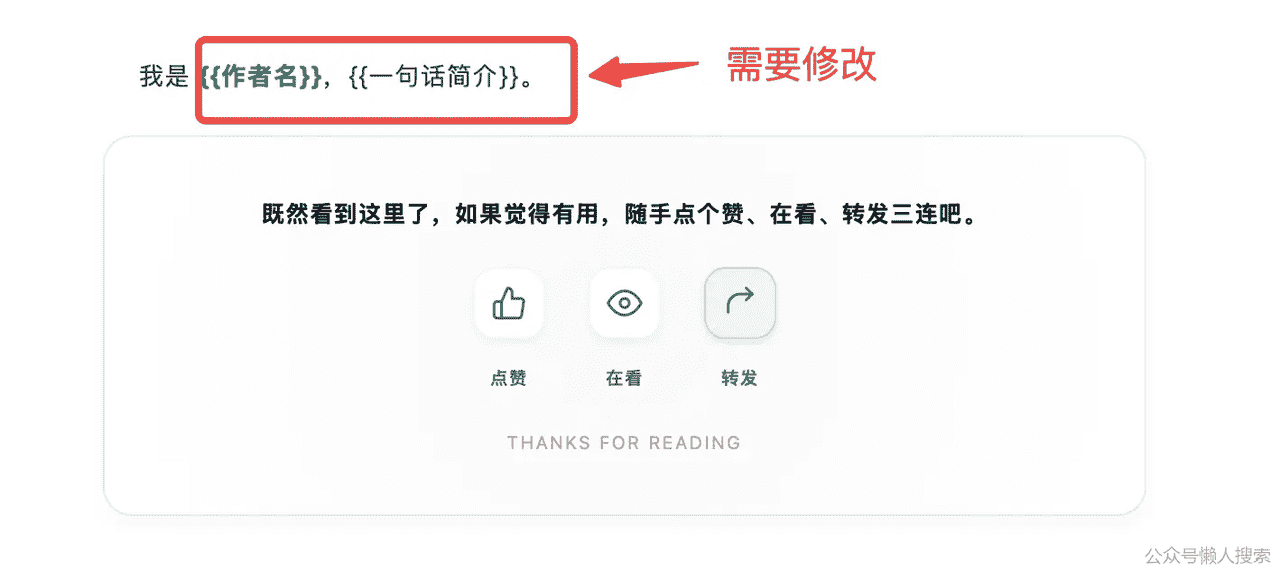 我是 {{作者名}}，{{一句话简介}}。
需要修改
既然看到这里了，如果觉得有用，随手点个赞、在看、转发三连吧。
点赞 在看 转发
THANKS FOR READING
公众号懒人搜索